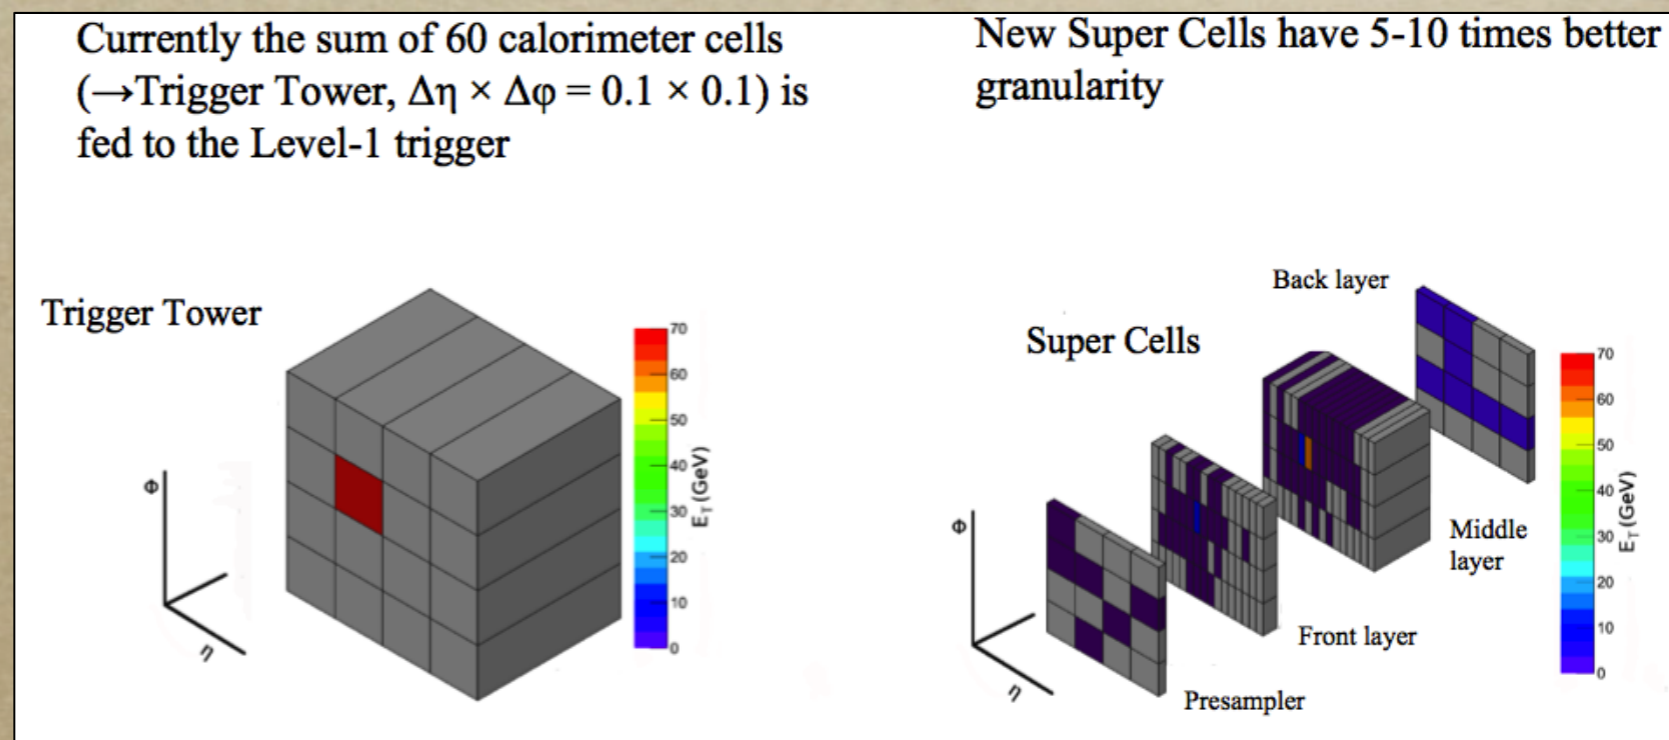 Currently the sum of 60 calorimeter cells
(→Trigger Tower, Δη × Δφ = 0.1 × 0.1) is
fed to the Level-1 trigger
New Super Cells have 5-10 times better
granularity
Trigger Tower
70
60
50
40
30
20
10
0
E_T (GeV)
Φ
η
Super Cells
Back layer
Middle
layer
Front layer
Presampler
70
60
50
40
30
20
10
0
E_T (GeV)
Φ
η